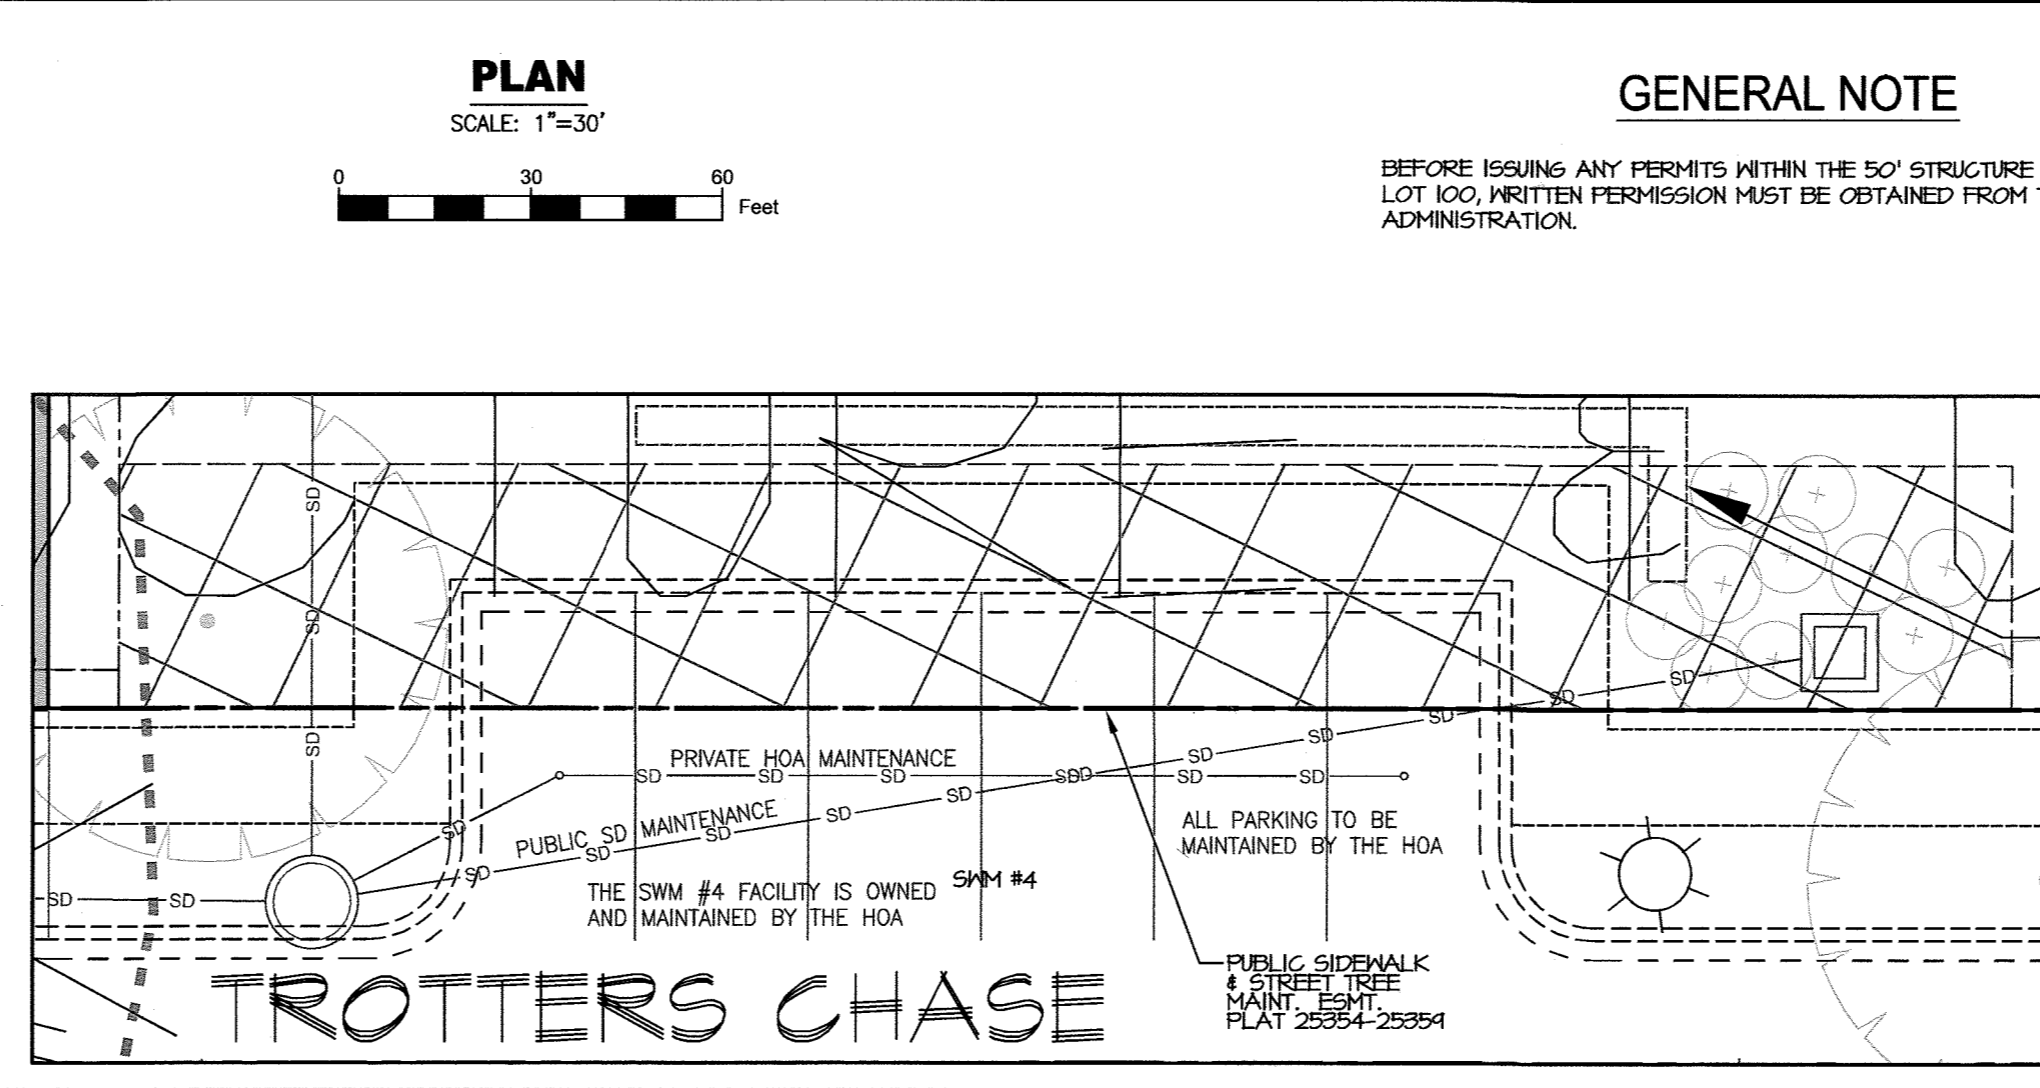 PLAN
SCALE: 1"=30'
0 30 60
Feet
GENERAL NOTE
BEFORE ISSUING ANY PERMITS WITHIN THE 50' STRUCTURE
LOT 100, WRITTEN PERMISSION MUST BE OBTAINED FROM
ADMINISTRATION.
SD
SD
SD
SD
SD
SD
PRIVATE HOA MAINTENANCE
SD SD SD SD SD SD
SD SD SD SD
PUBLIC SD MAINTENANCE
SD SD SD SD SD
ALL PARKING TO BE
MAINTAINED BY THE HOA
SD
SD SD
THE SWM #4 FACILITY IS OWNED
AND MAINTAINED BY THE HOA
SWM #4
PUBLIC SIDEWALK
& STREET TREE
MAINT. ESMT.
PLAT 25354-25359
TROTTERS CHASE